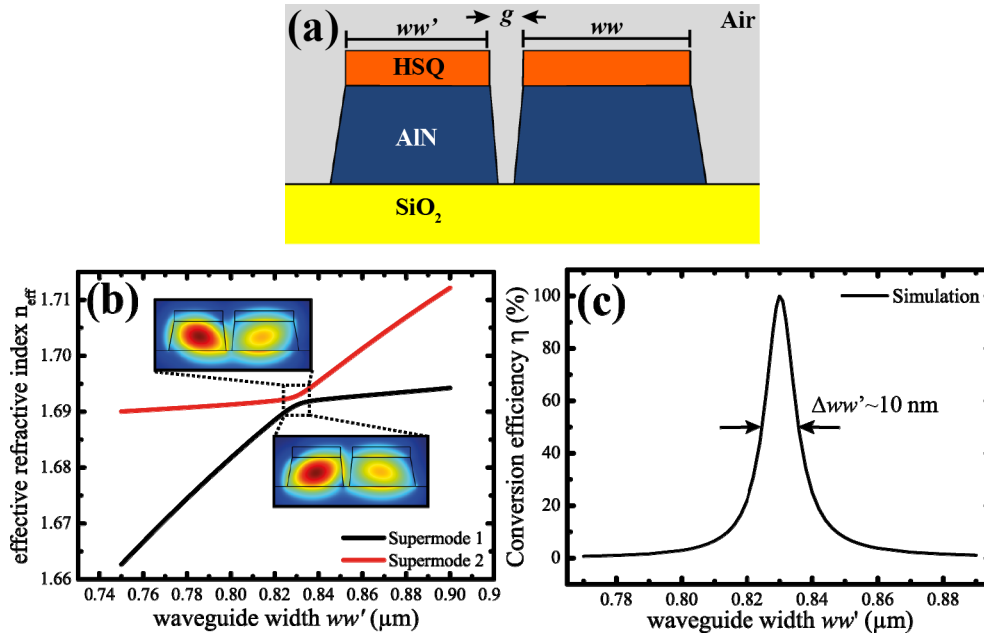 (a)
ww' g ww Air
HSQ
AlN
SiO2
(b)
effective refractive index neff
1.71
1.70
1.69
1.68
1.67
1.66
Supermode 1
Supermode 2
0.74 0.76 0.78 0.80 0.82 0.84 0.86 0.88 0.90 0.9
waveguide width ww' (µm)
(c)
Simulation
Conversion efficiency η (%)
100
80
60
40
20
0
Δww'~10 nm
0.78 0.80 0.82 0.84 0.86 0.88
waveguide width ww' (µm)